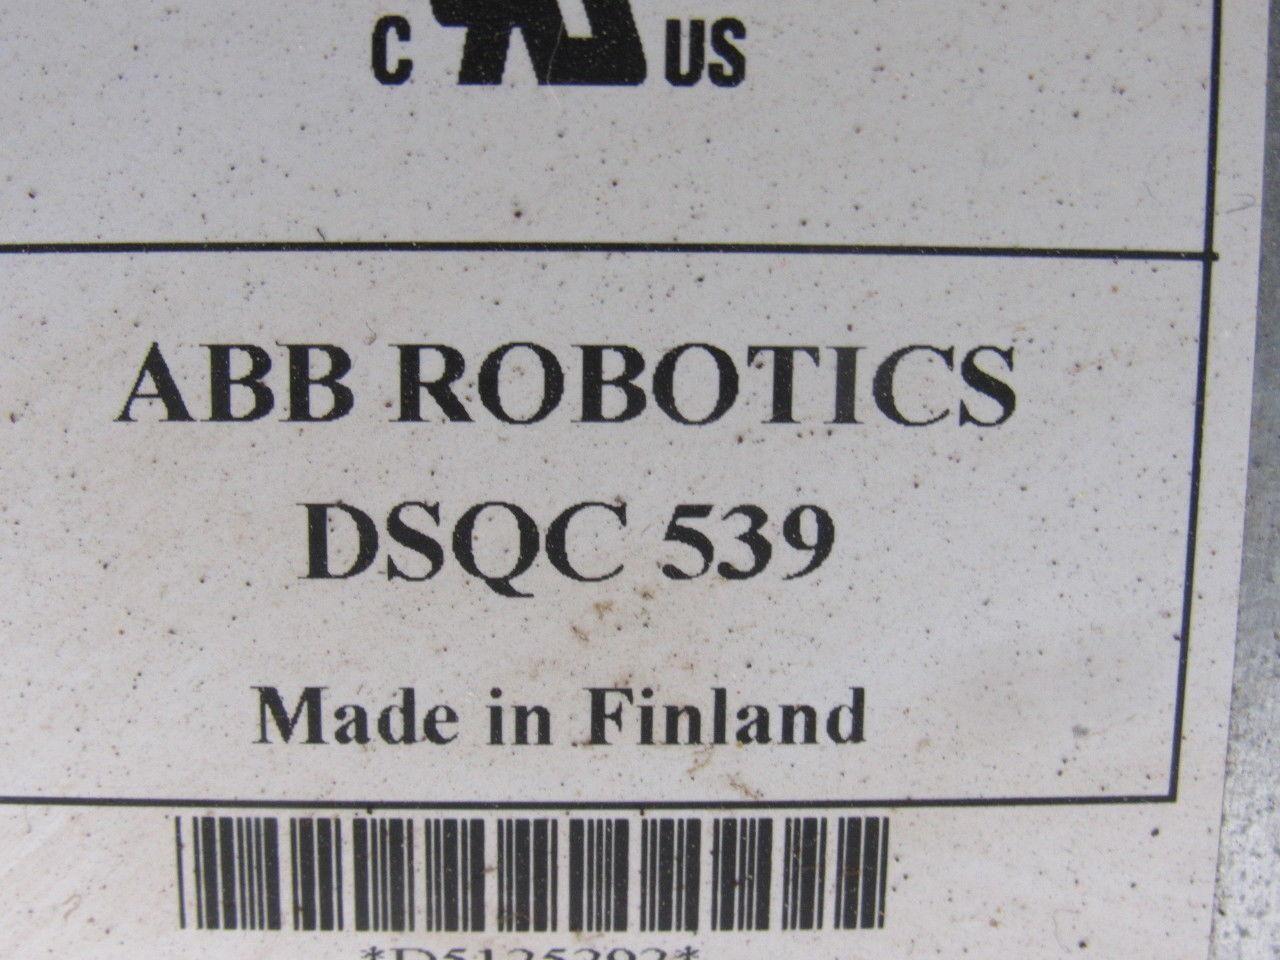 C US
ABB ROBOTICS
DSQC 539
Made in Finland